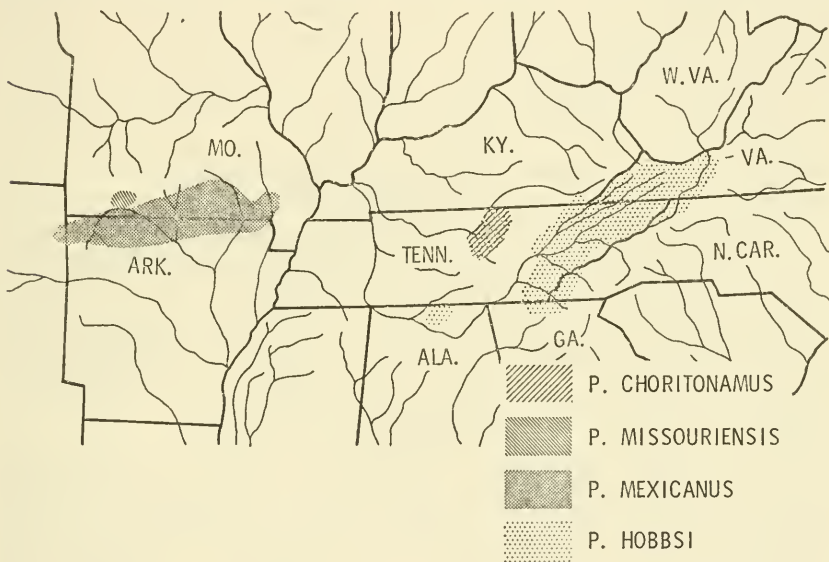 W.VA.
MO.
KY.
-VA.
TENN.
N.CAR.
ARK.
ALA.
GA.
P. CHORITONAMUS
P. MISSOURIENSIS
P. MEXICANUS
P. HOBBSI